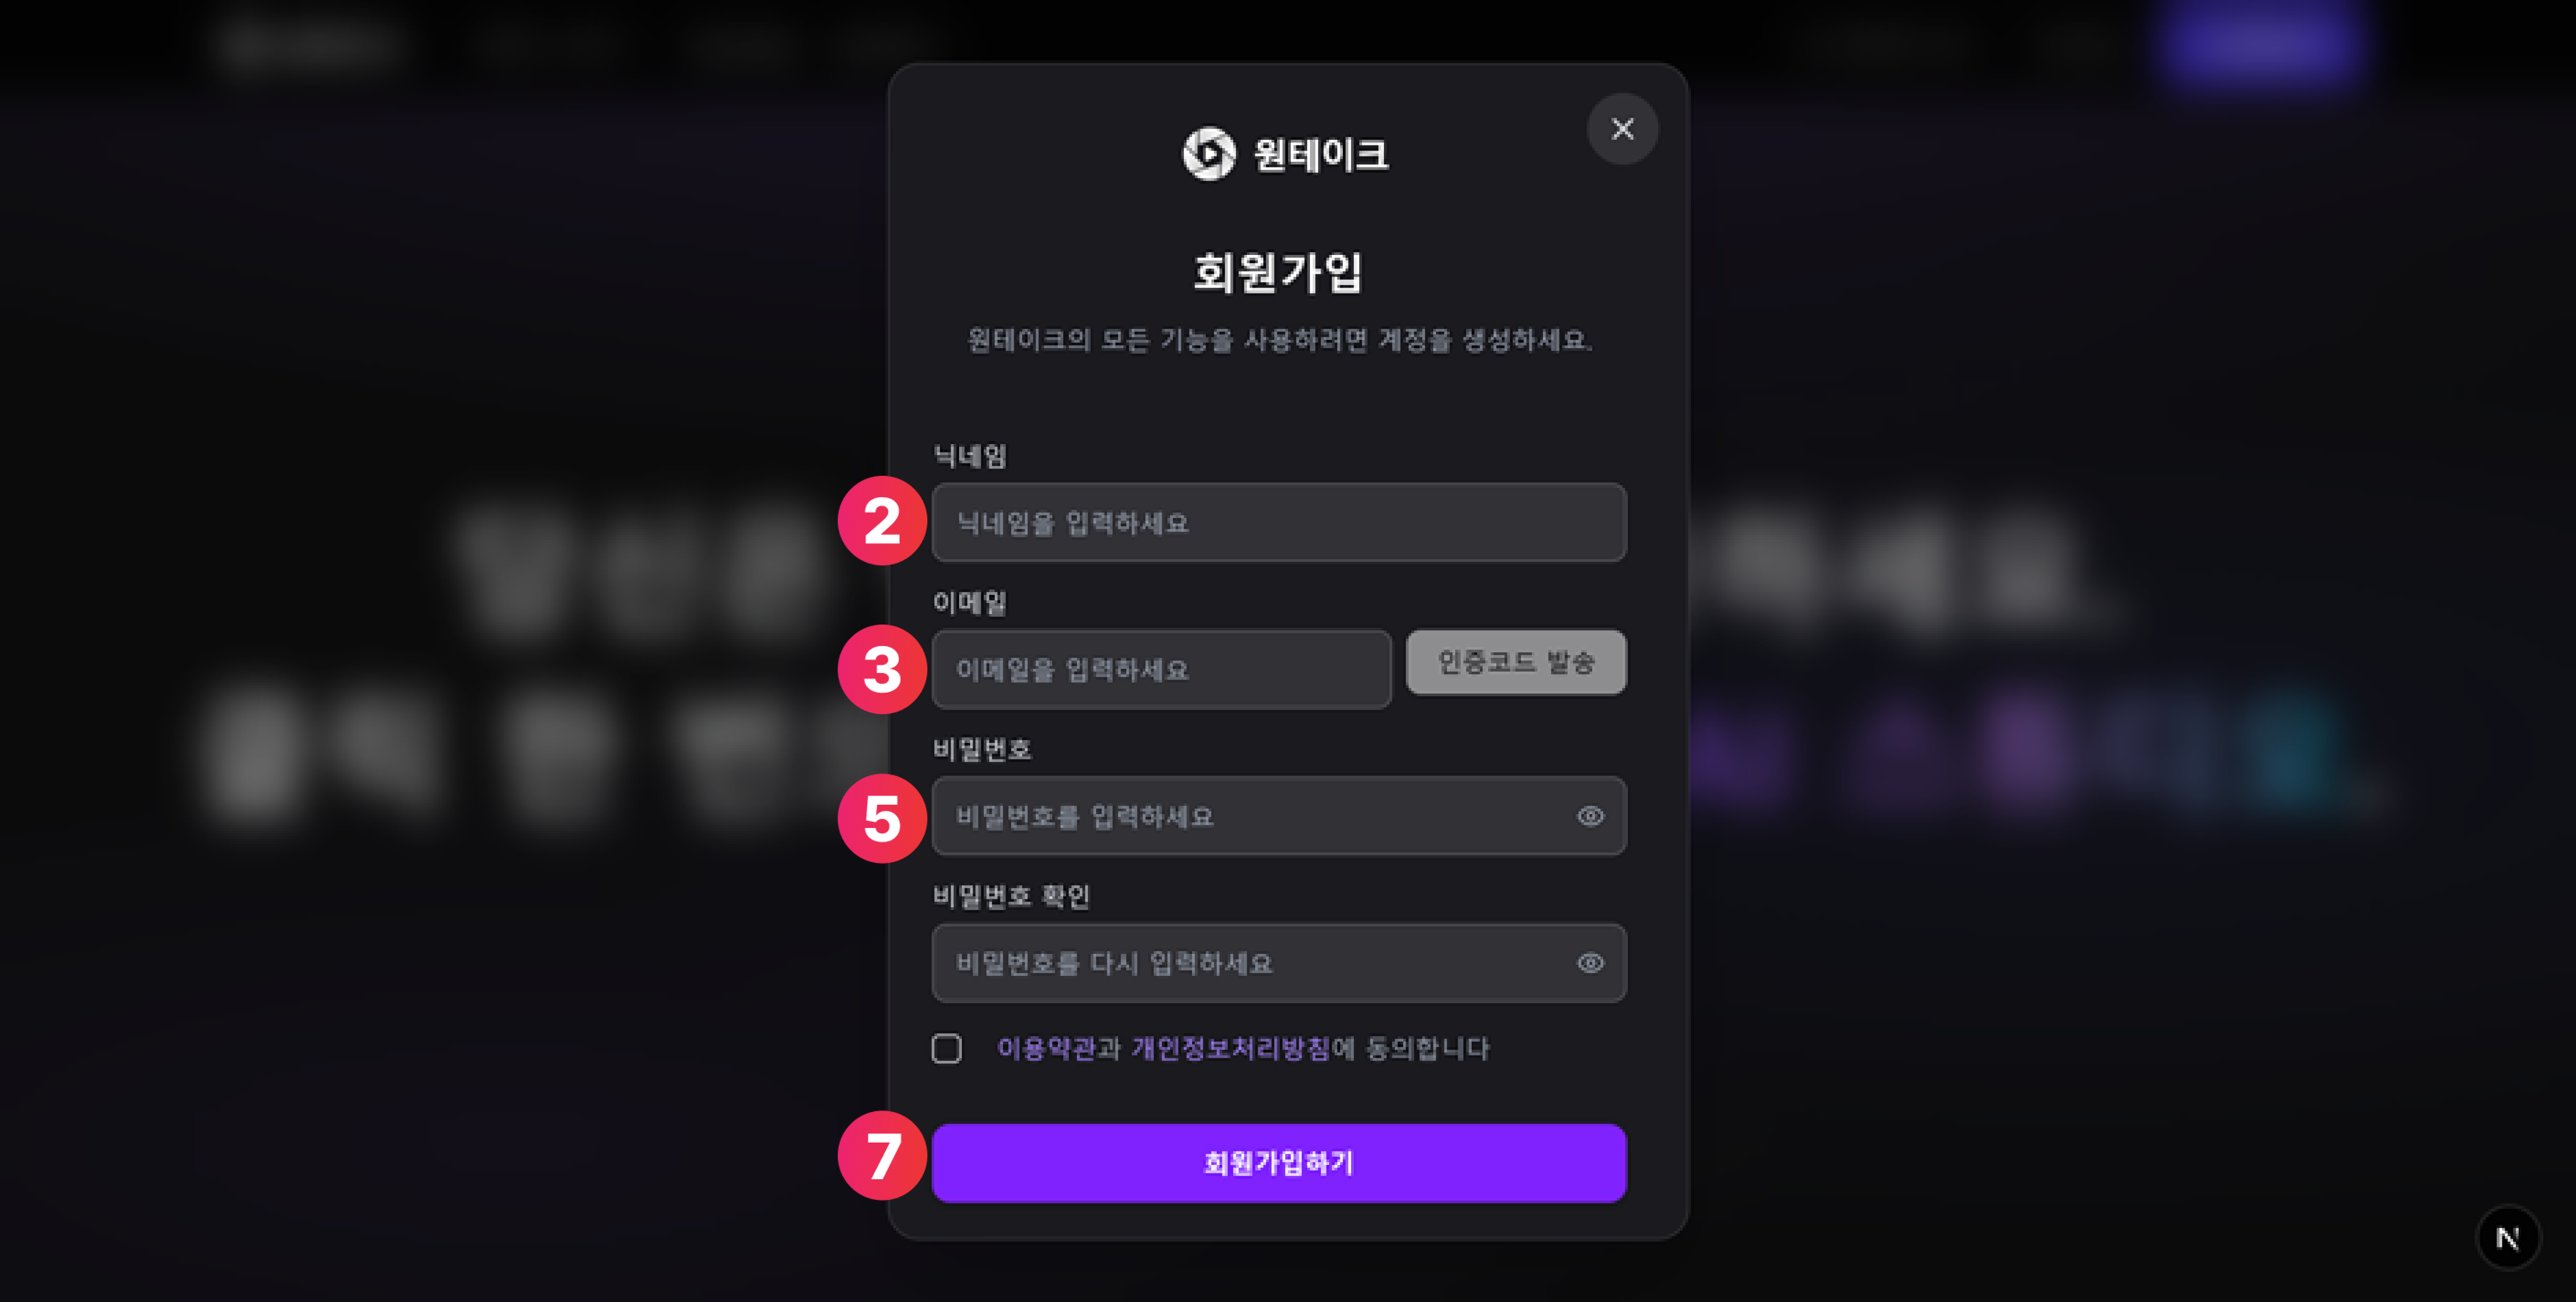 원테이크
회원가입
원테이크의 모든 기능을 사용하려면 계정을 생성하세요.
닉네임
2 닉네임을 입력하세요
이메일
3 이메일을 입력하세요 인증코드 발송
비밀번호
5 비밀번호를 입력하세요
비밀번호 확인
비밀번호를 다시 입력하세요
이용약관과 개인정보처리방침에 동의합니다
7 회원가입하기
N